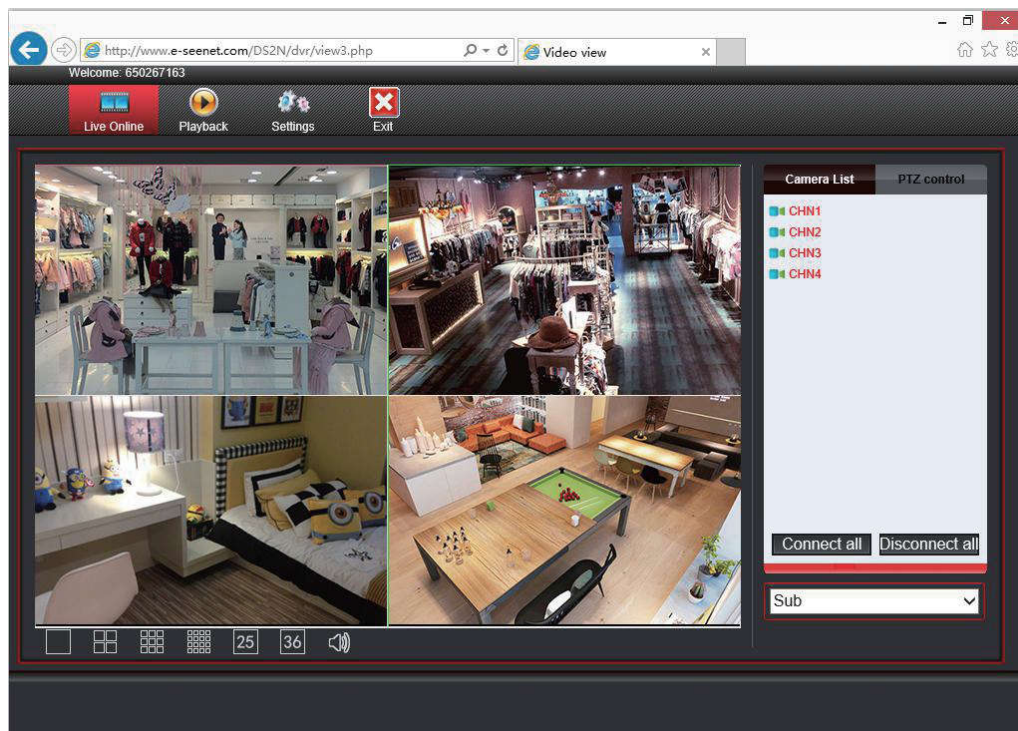 http://www.e-seenet.com/DS2N/dvr/view3.php
Video view
Welcome: 650267163
Live Online
Playback
Settings
Exit
Camera List
PTZ control
CHN1
CHN2
CHN3
CHN4
Connect all
Disconnect all
Sub
25
36